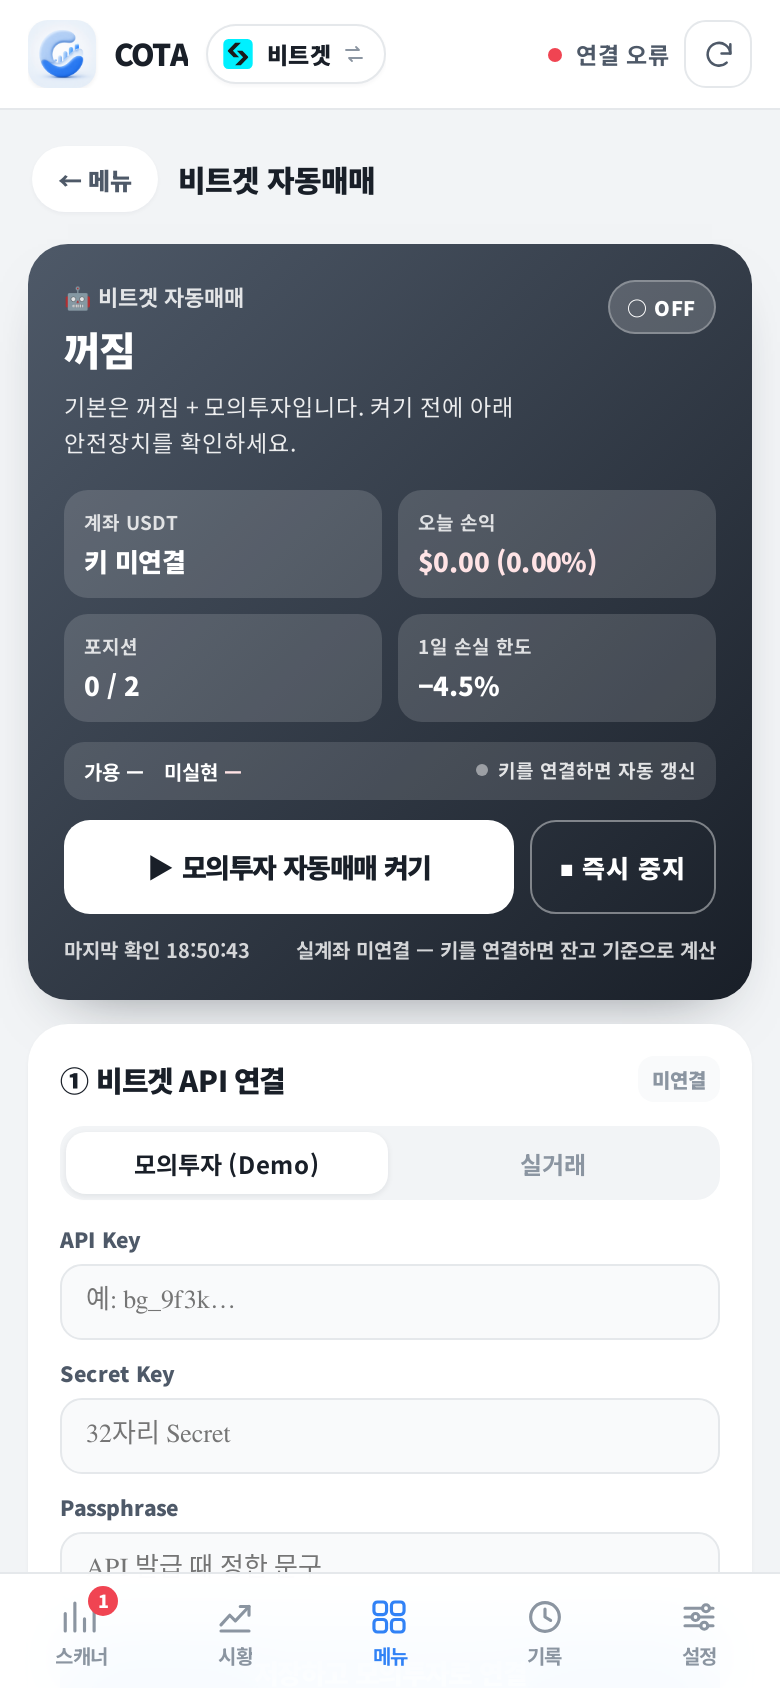 COTA
비트겟
연결 오류
← 메뉴
비트겟 자동매매
🤖 비트겟 자동매매
○ OFF
꺼짐
기본은 꺼짐 + 모의투자입니다. 켜기 전에 아래
안전장치를 확인하세요.
계좌 USDT
키 미연결
오늘 손익
$0.00 (0.00%)
포지션
0 / 2
1일 손실 한도
−4.5%
가용 — 미실현 —
키를 연결하면 자동 갱신
▶ 모의투자 자동매매 켜기
■ 즉시 중지
마지막 확인 18:50:43
실계좌 미연결 — 키를 연결하면 잔고 기준으로 계산
① 비트겟 API 연결
미연결
모의투자 (Demo)
실거래
API Key
예: bg_9f3k…
Secret Key
32자리 Secret
Passphrase
API 발급 때 정한 문구
1
스캐너
시황
메뉴
기록
설정